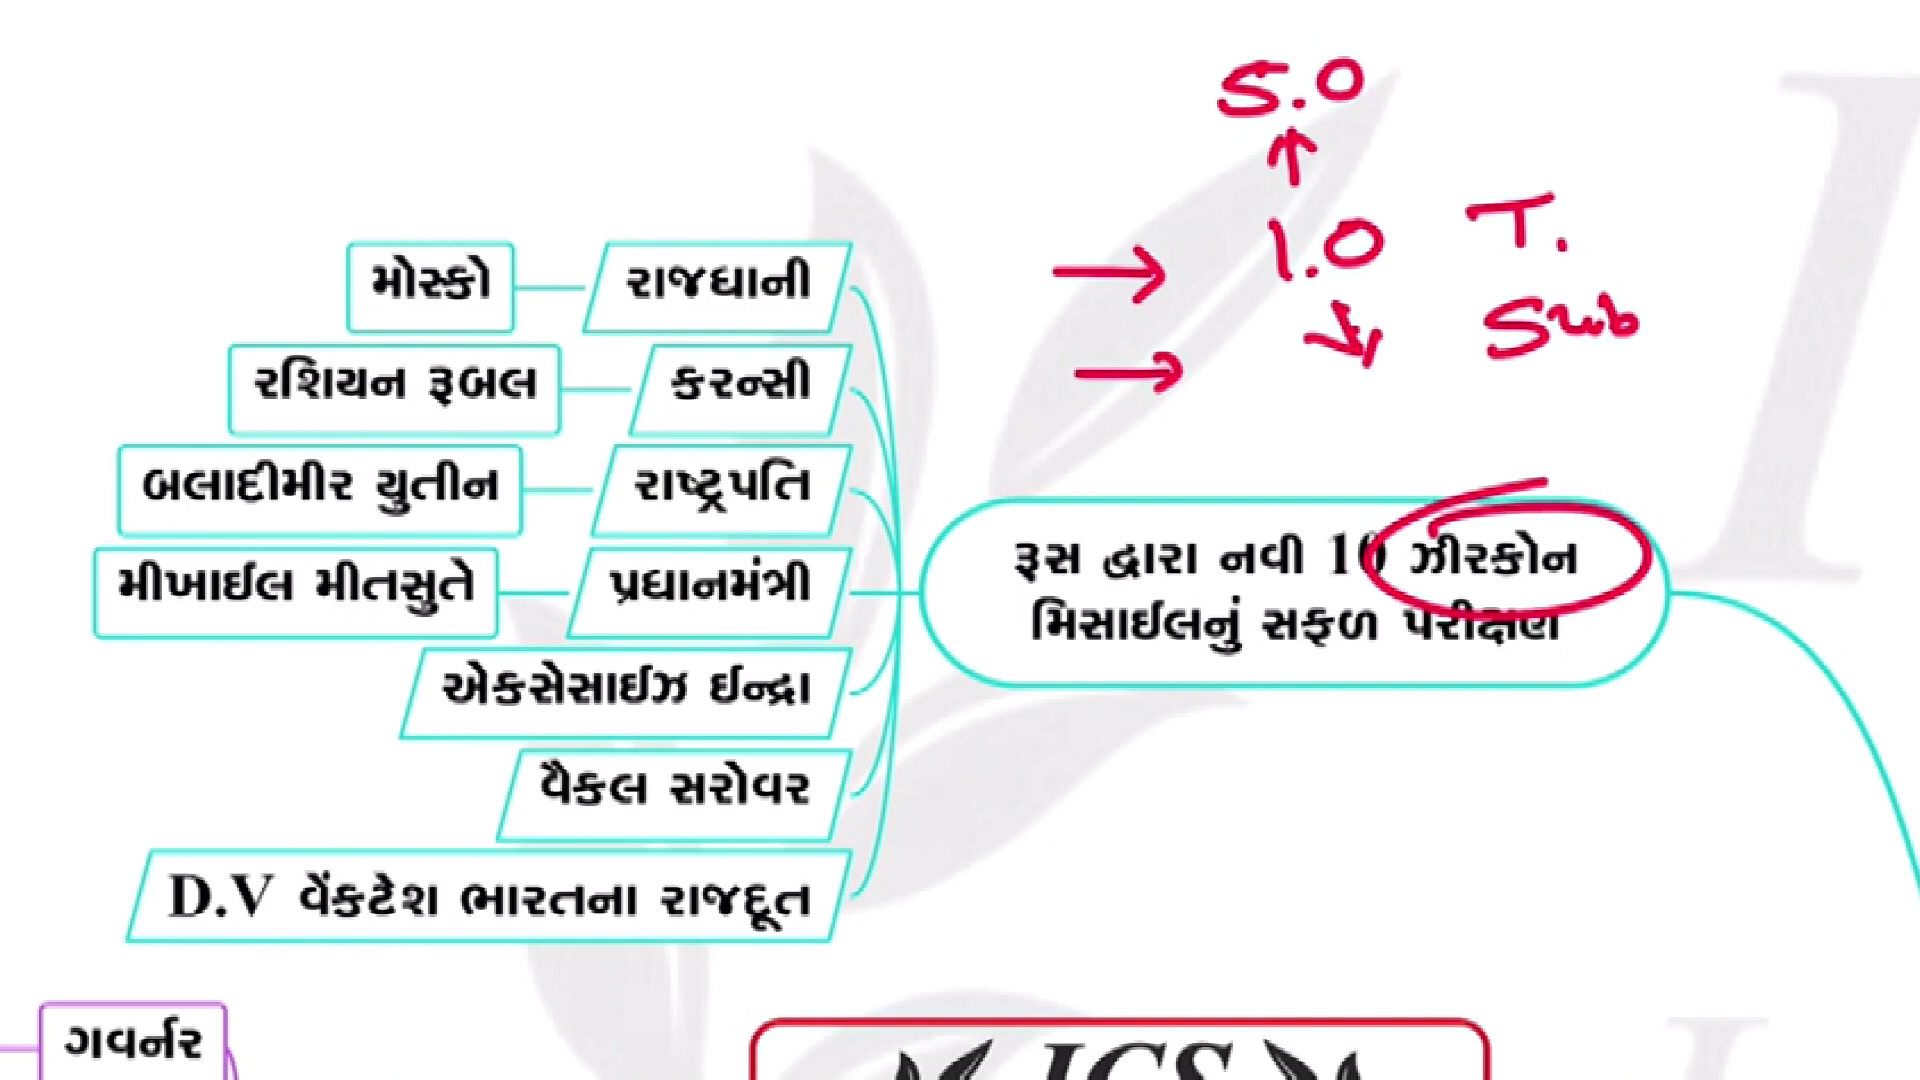 S.O
1.0 T.
Sub
મોસ્કો
રાજધાની
રશિયન રૂબલ
કરન્સી
બલાદીમીર ચુતીન
રાષ્ટ્રપતિ
મીખાઈલ મીતસુતે
પ્રધાનમંત્રી
એકસેસાઈઝ ઈન્દ્રા
વૈકલ સરોવર
D.V વેંકટેશ ભારતના રાજદૂત
રૂસ દ્વારા નવી 10 ઝીરકોન
મિસાઈલનું સફળ પરીક્ષણ
ગવર્નર
ICS